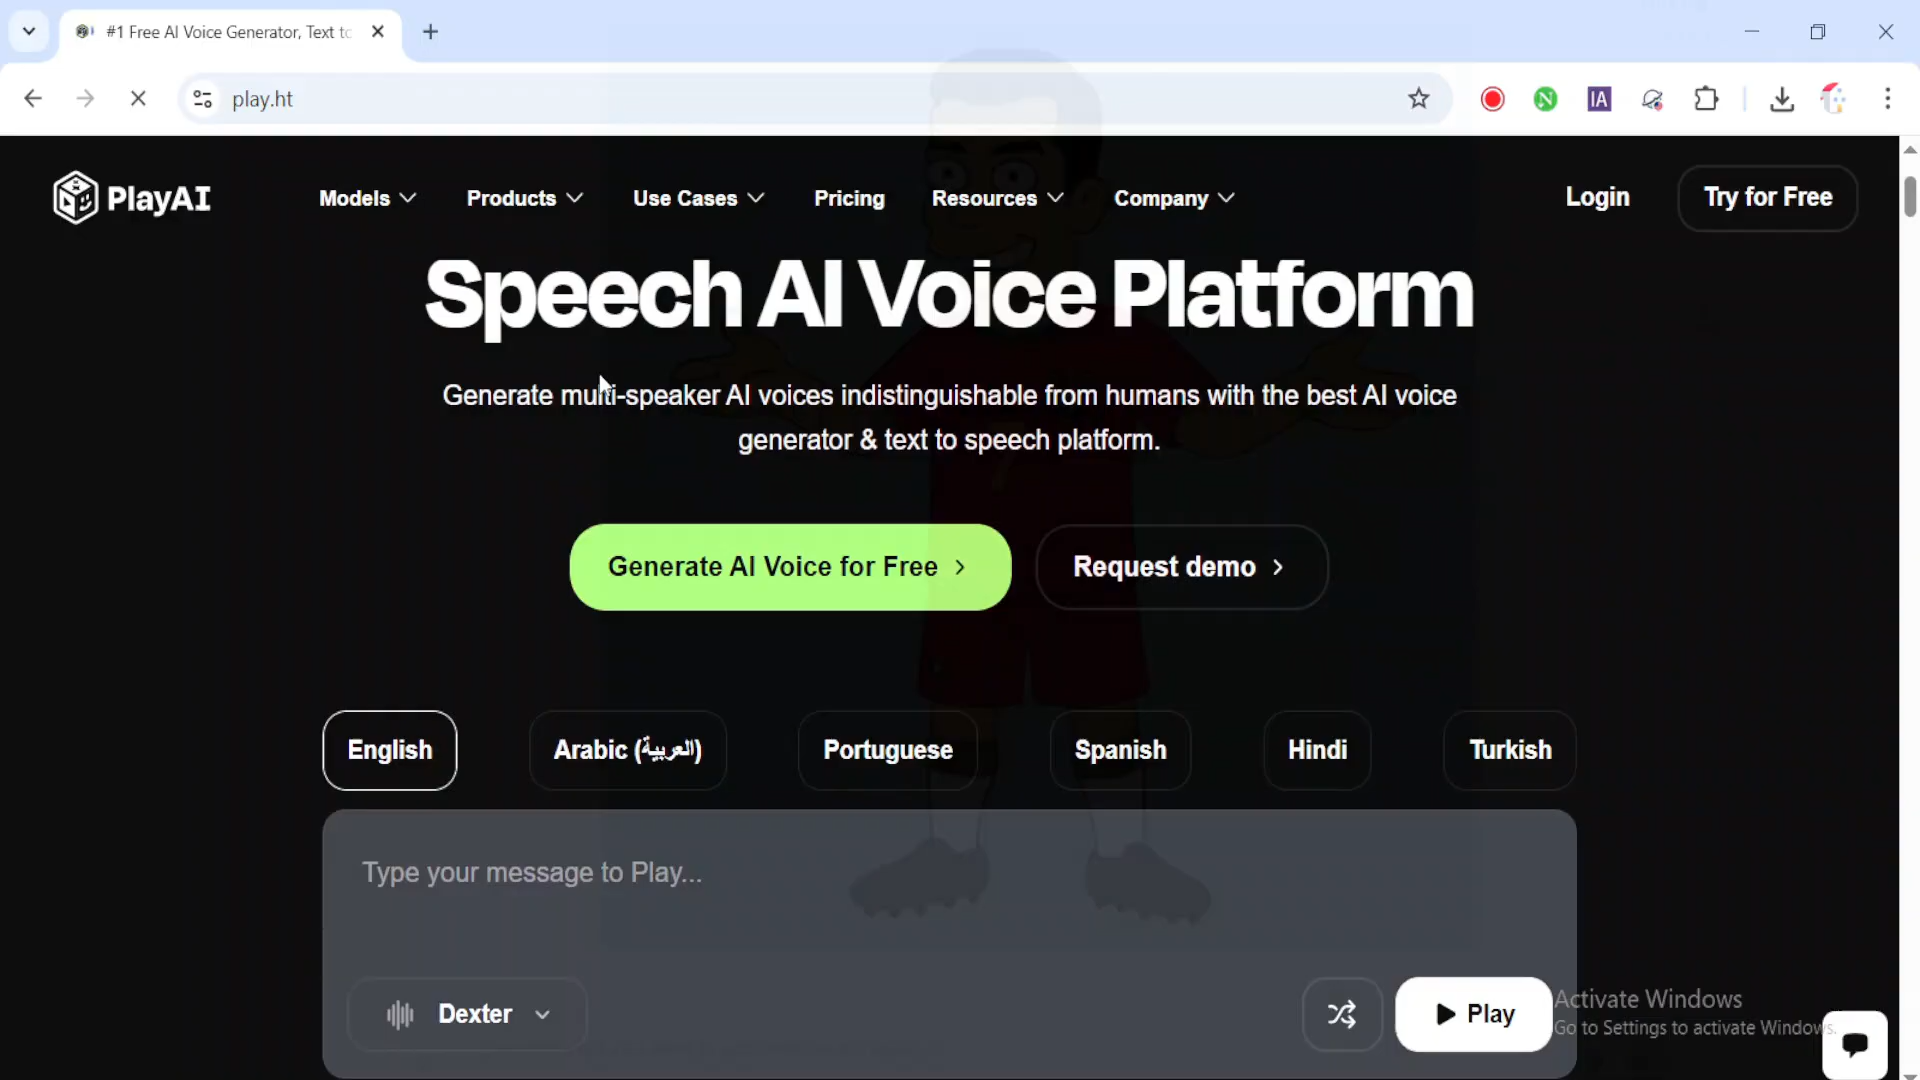 #1 Free AI Voice Generator, Text to
play.ht
PlayAI
Models
Products
Use Cases
Pricing
Resources
Company
Login
Try for Free
Speech AI Voice Platform
Generate multi-speaker AI voices indistinguishable from humans with the best AI voice
generator & text to speech platform.
Generate AI Voice for Free
Request demo
English
Arabic (العربية)
Portuguese
Spanish
Hindi
Turkish
Type your message to Play...
Dexter
Play
Activate Windows
Go to Settings to activate Windows.
IA
N
7